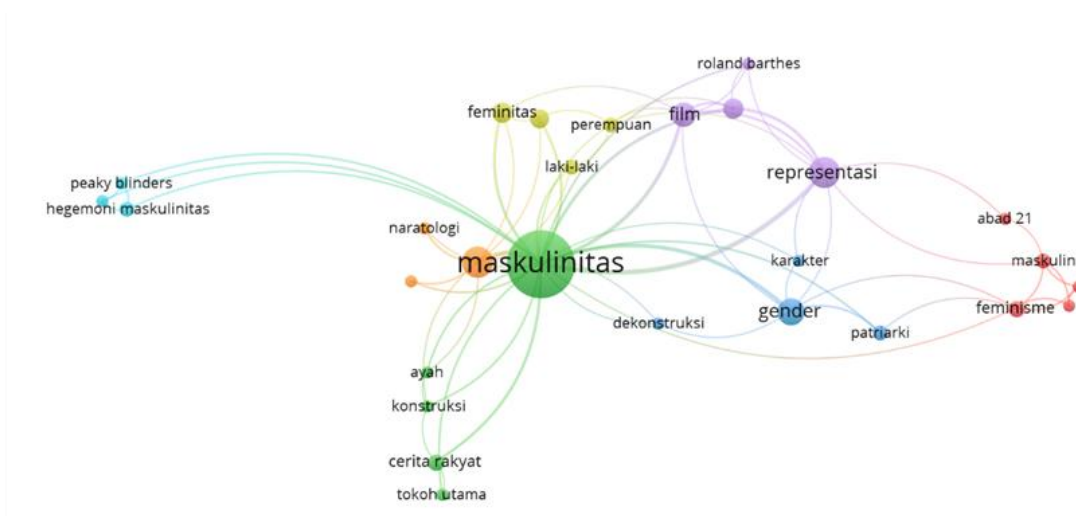 roland barthes
feminitas
film
perempuan
laki-laki
representasi
peaky blinders
hegemoni maskulinitas
abad 21
naratologi
maskulinitas
karakter
maskulin
gender
feminisme
dekonstruksi
patriarki
ayah
konstruksi
cerita rakyat
tokoh utama